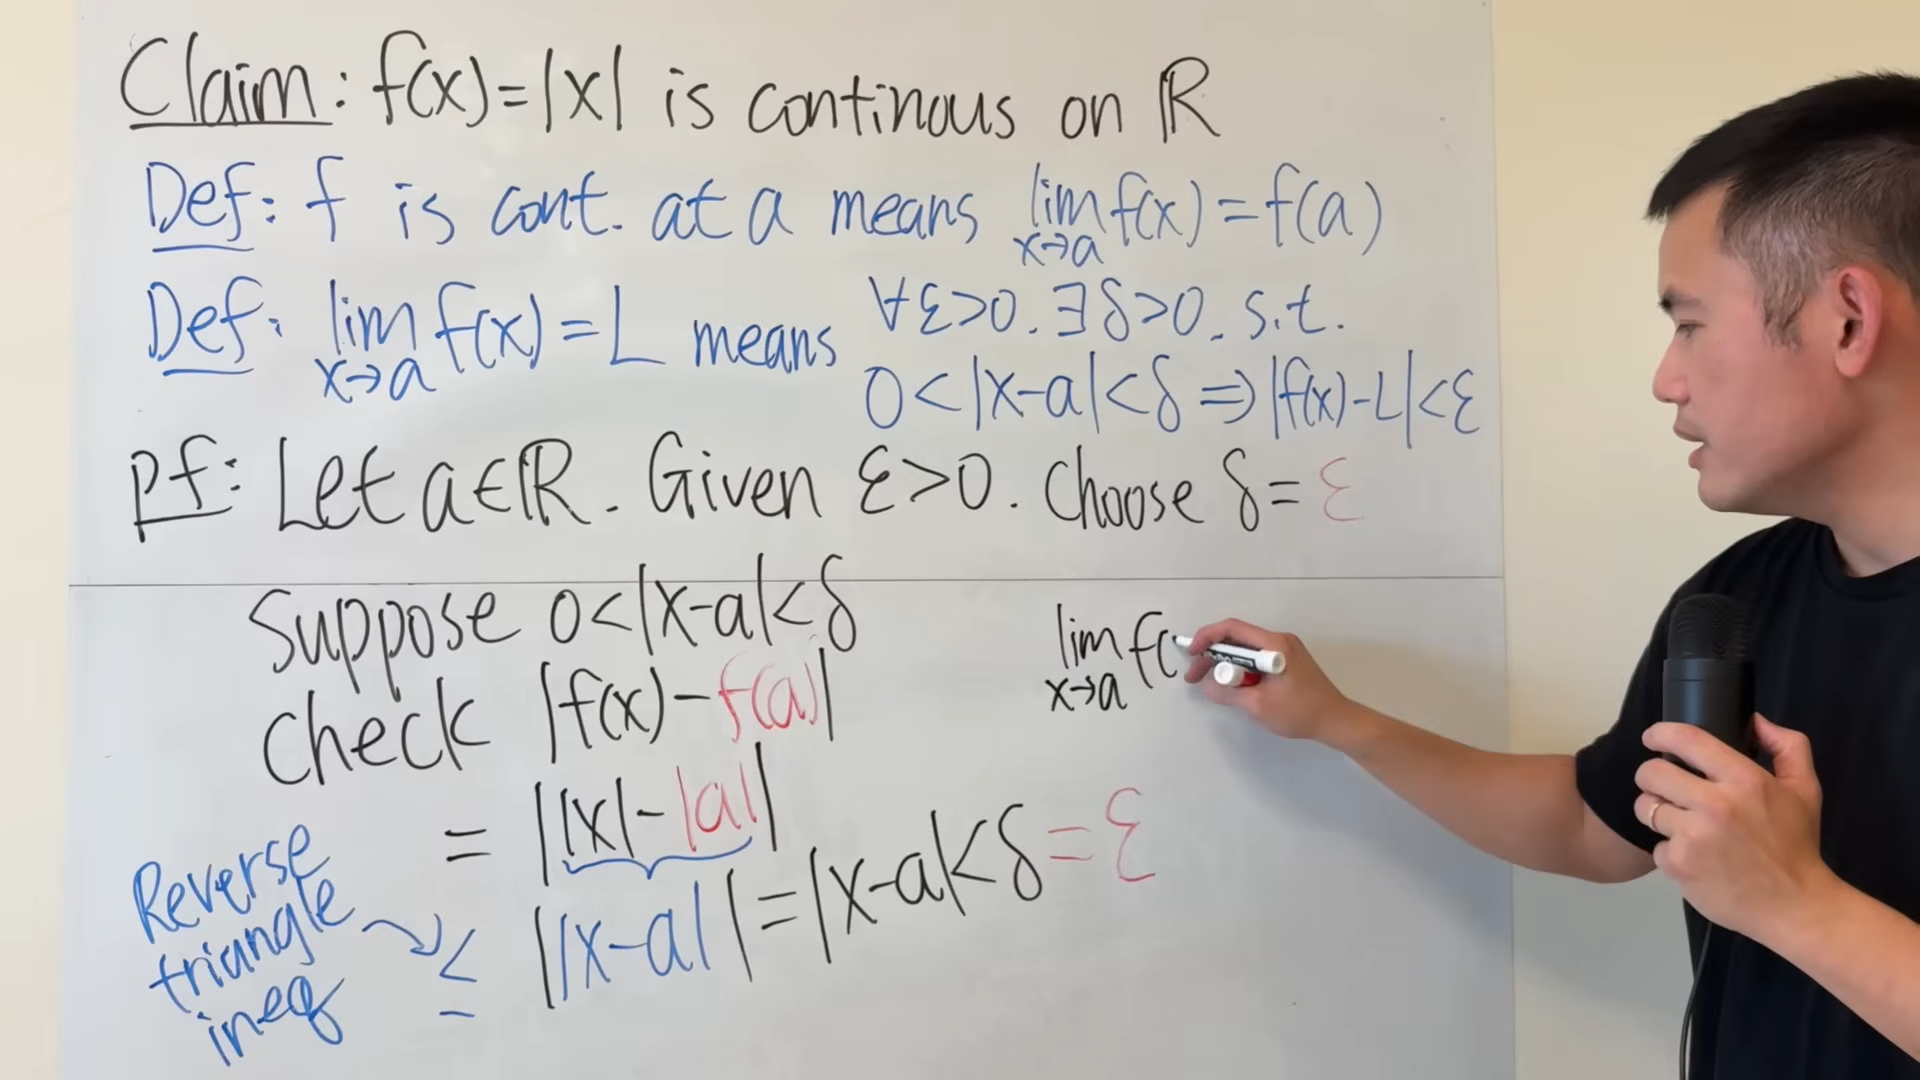 Claim: f(x)=|x| is continous on ℝ
Def: f is cont. at a means lim f(x)=f(a)
x→a
Def: lim f(x)=L means ∀ε>0. ∃δ>0. s.t.
x→a 0<|x-a|<δ ⇒ |f(x)-L|<ε
pf: Let a∈ℝ. Given ε>0. Choose δ=ε
Suppose 0<|x-a|<δ
check |f(x)-f(a)|
= ||x|-|a||
Reverse triangle ineq
≤ ||x-a||=|x-a|<δ=ε
lim f(
x→a